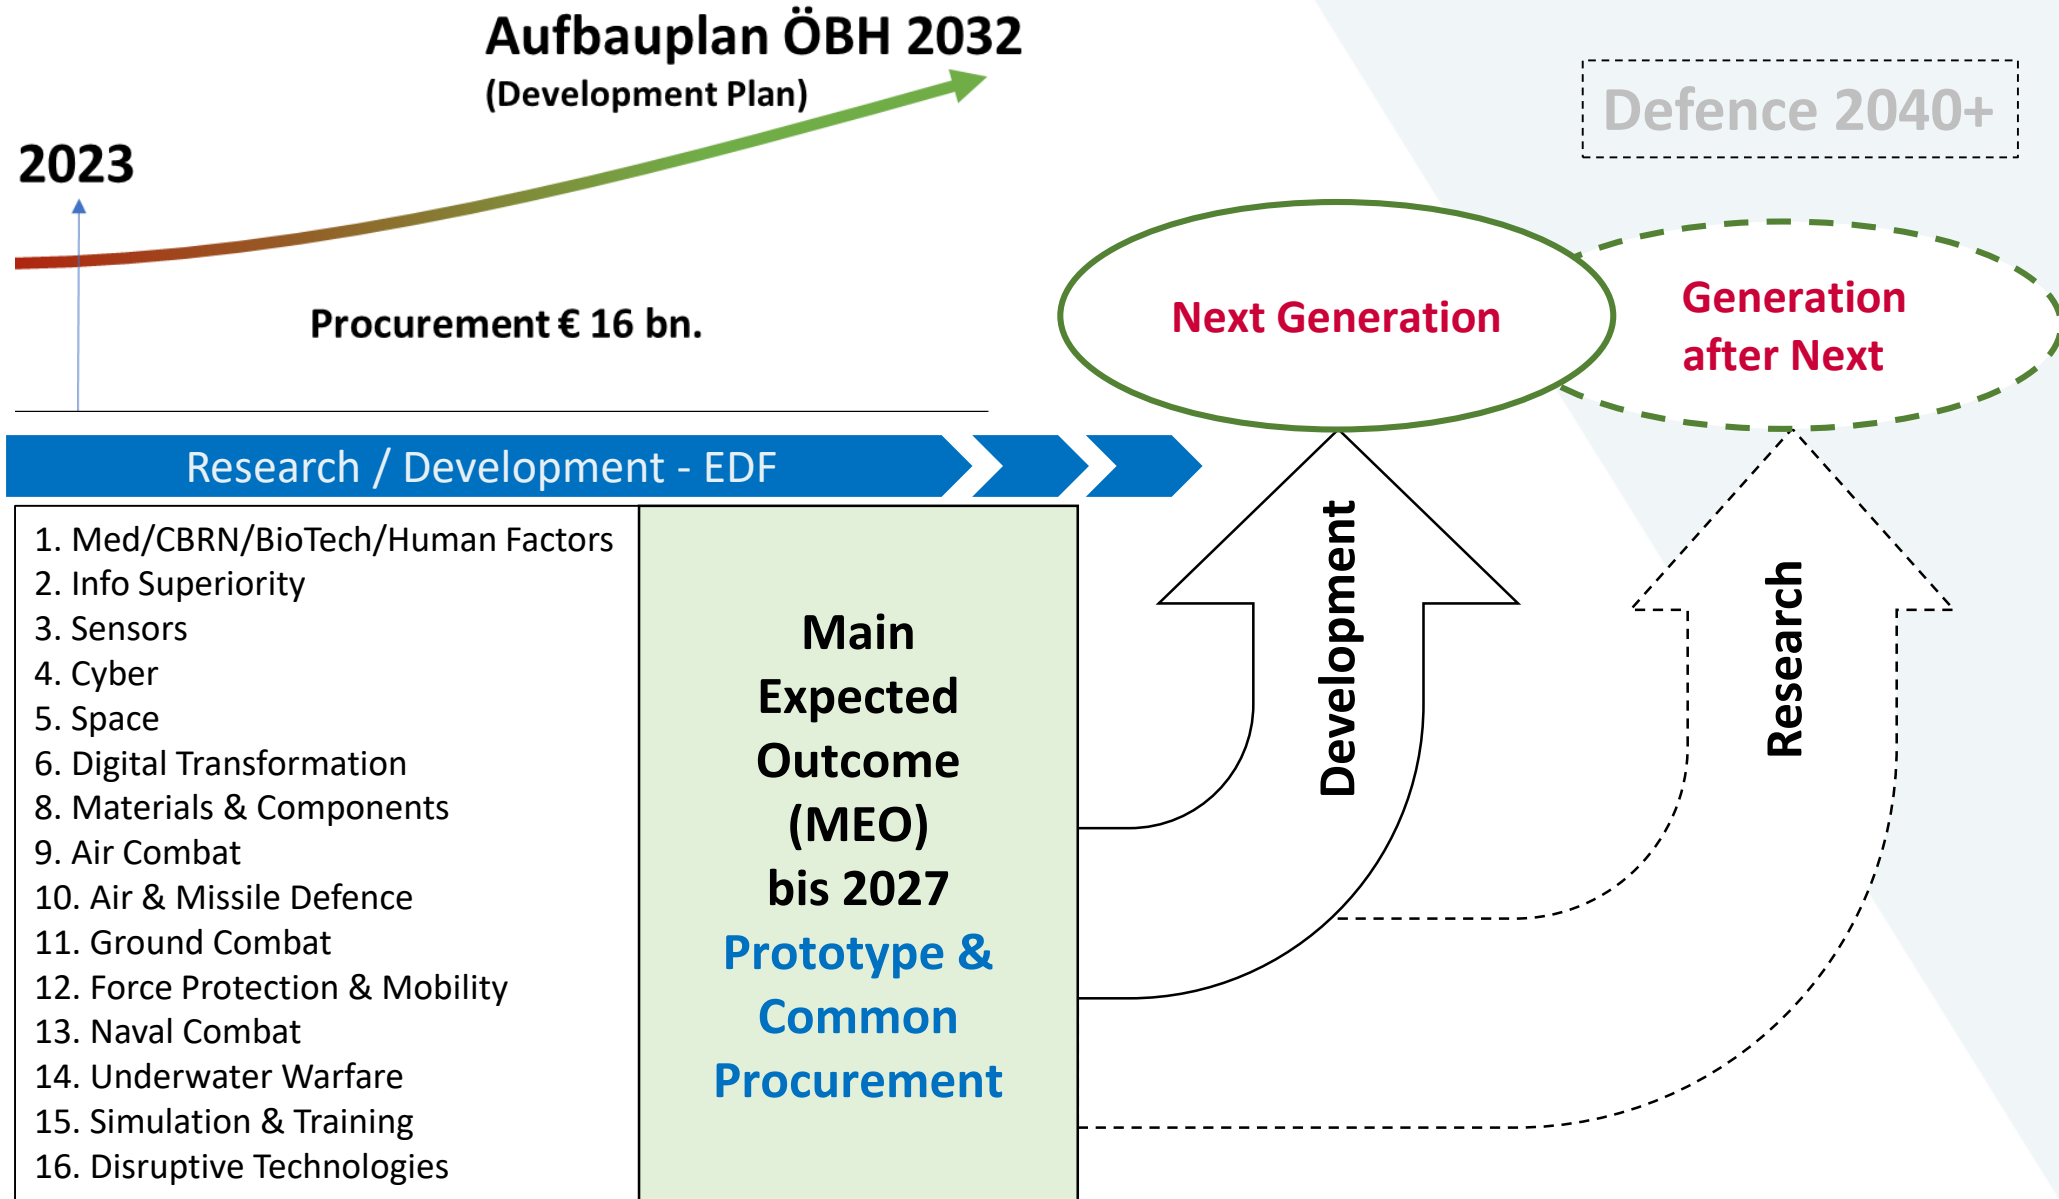 Aufbauplan ÖBH 2032
(Development Plan)
Defence 2040+
2023
Procurement € 16 bn.
Next Generation
Generation
after Next
Research / Development - EDF
1. Med/CBRN/BioTech/Human Factors
2. Info Superiority
3. Sensors
4. Cyber
5. Space
6. Digital Transformation
8. Materials & Components
9. Air Combat
10. Air & Missile Defence
11. Ground Combat
12. Force Protection & Mobility
13. Naval Combat
14. Underwater Warfare
15. Simulation & Training
16. Disruptive Technologies
Main
Expected
Outcome
(MEO)
bis 2027
Prototype &
Common
Procurement
Development
Research